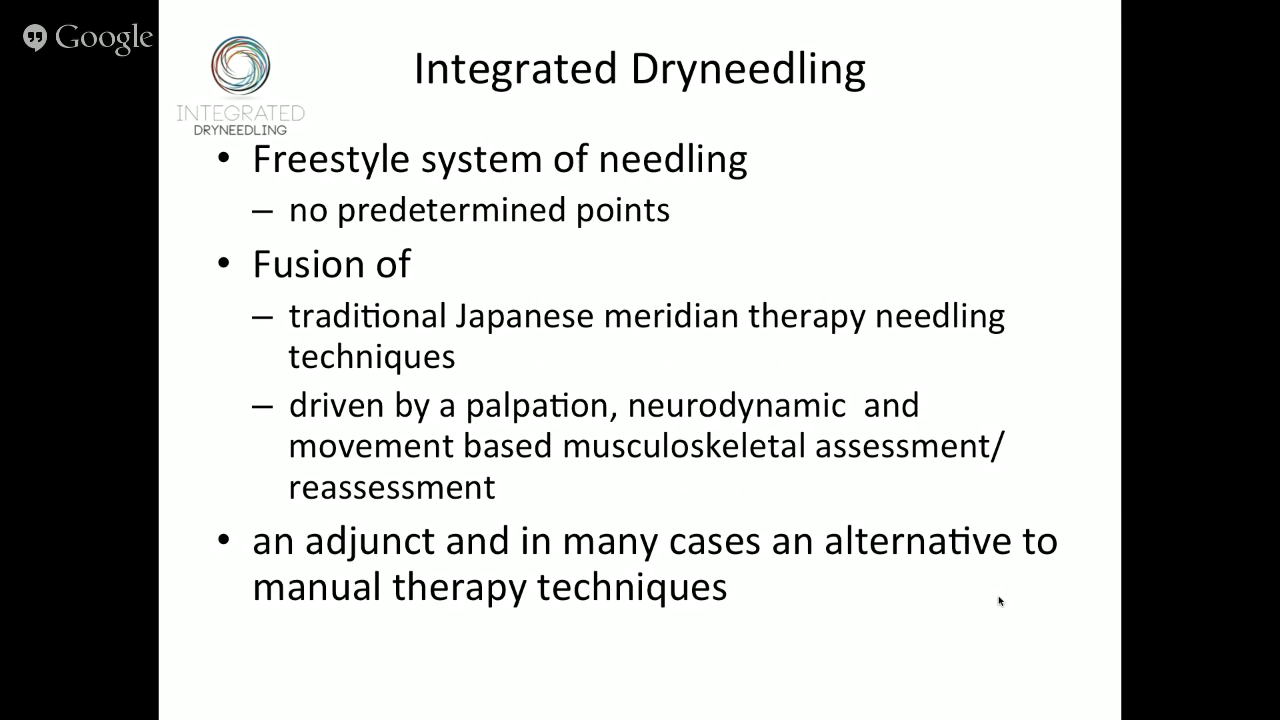 Google
INTEGRATED
DRYNEEDLING
Integrated Dryneedling
• Freestyle system of needling
– no predetermined points
• Fusion of
– traditional Japanese meridian therapy needling
techniques
– driven by a palpation, neurodynamic  and
movement based musculoskeletal assessment/
reassessment
• an adjunct and in many cases an alternative to
manual therapy techniques